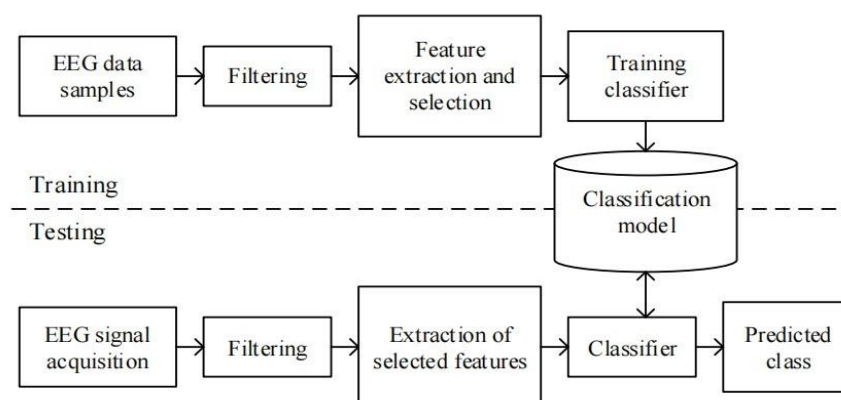 EEG data
samples
Filtering
Feature
extraction and
selection
Training
classifier
Training
Classification
model
Testing
EEG signal
acquisition
Filtering
Extraction of
selected features
Classifier
Predicted
class